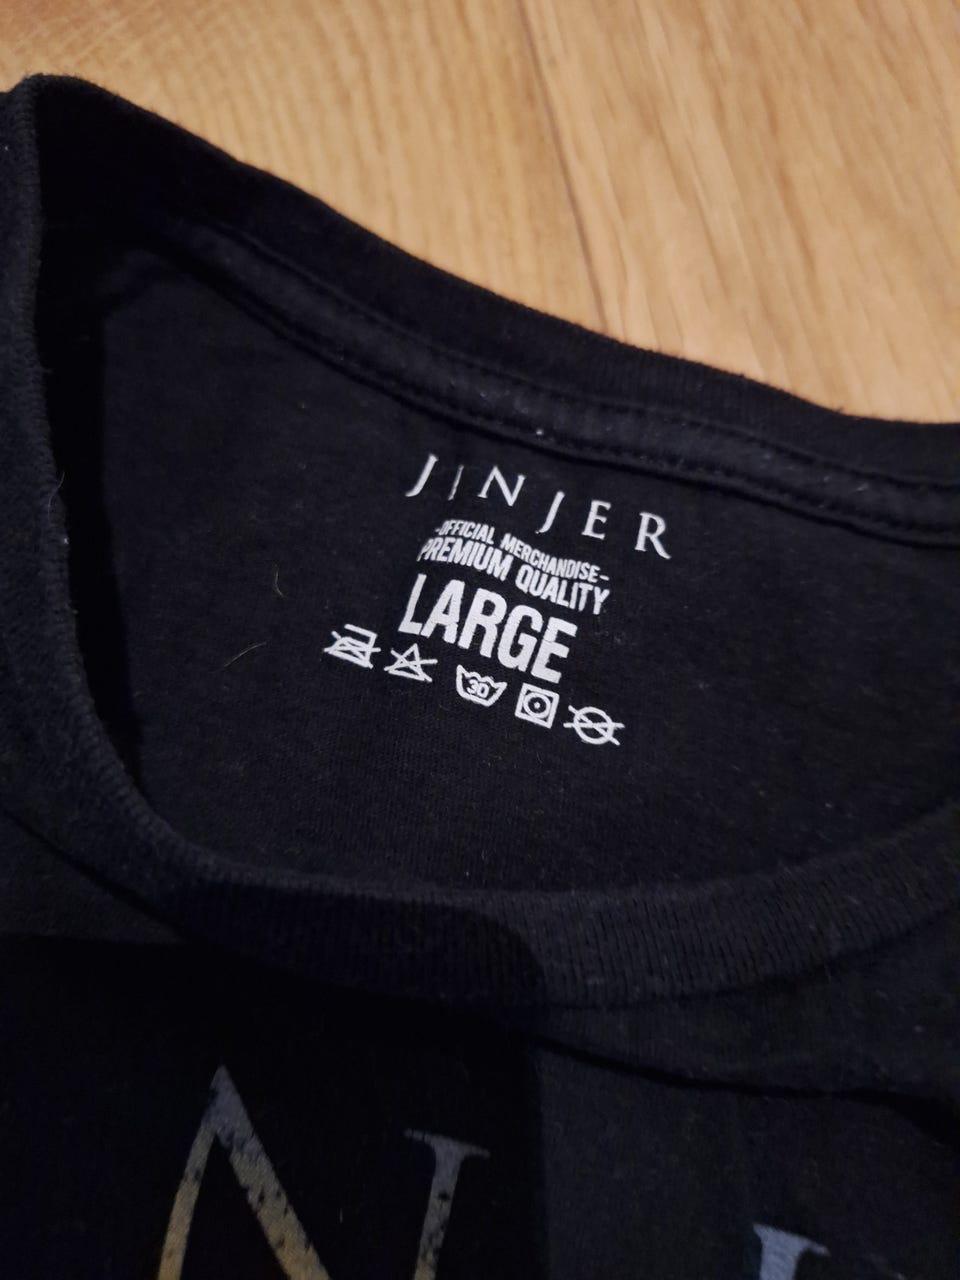 JINJER
-OFFICIAL MERCHANDISE-
PREMIUM QUALITY
LARGE
30
N J